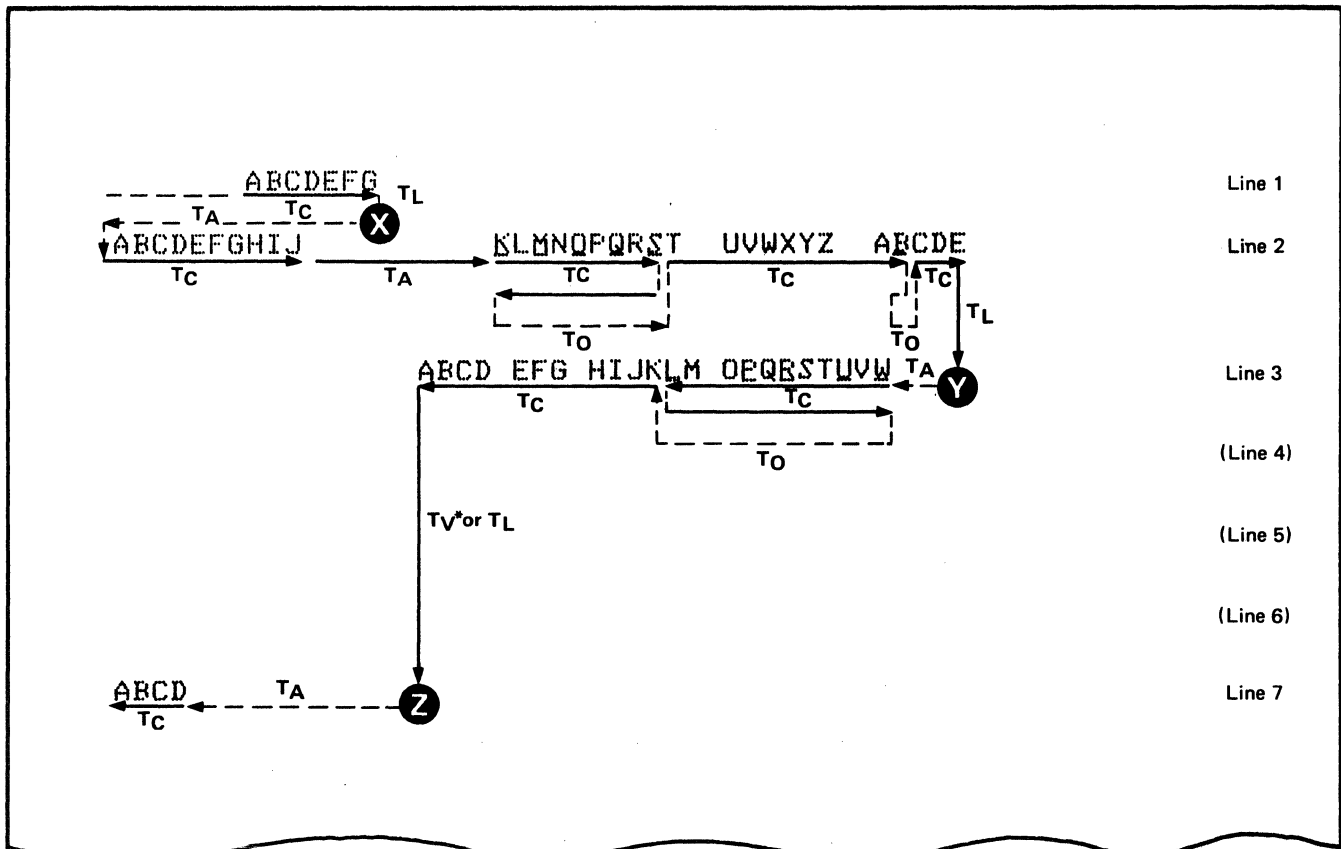 ABCDEFG TL Line 1
TA TC X
ABCDEFGHIJ KLMNOPQRST UVWXYZ ABCDE Line 2
TC TA TC TC TC
TL
TO TO
ABCD EFG HIJKLM OPQRSTUVW TA Y Line 3
TC TC
TO (Line 4)
TV* or TL (Line 5)
(Line 6)
ABCD TA Z Line 7
TC